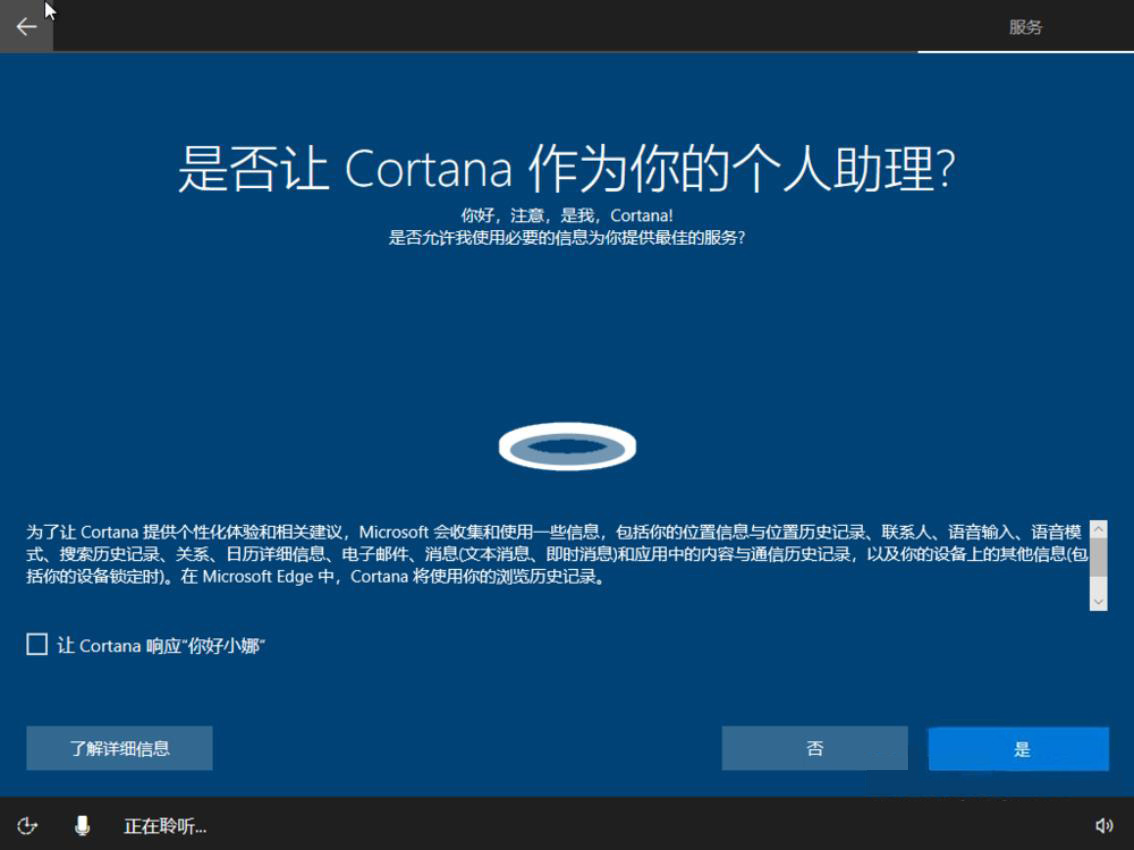 服务
是否让 Cortana 作为你的个人助理?
你好，注意，是我，Cortana!
是否允许我使用必要的信息为你提供最佳的服务?
为了让 Cortana 提供个性化体验和相关建议，Microsoft 会收集和使用一些信息，包括你的位置信息与位置历史记录、联系人、语音输入、语音模
式、搜索历史记录、关系、日历详细信息、电子邮件、消息(文本消息、即时消息)和应用中的内容与通信历史记录，以及你的设备上的其他信息(包
括你的设备锁定时)。在 Microsoft Edge 中，Cortana 将使用你的浏览历史记录。
让 Cortana 响应"你好小娜"
了解详细信息
否
是
正在聆听...